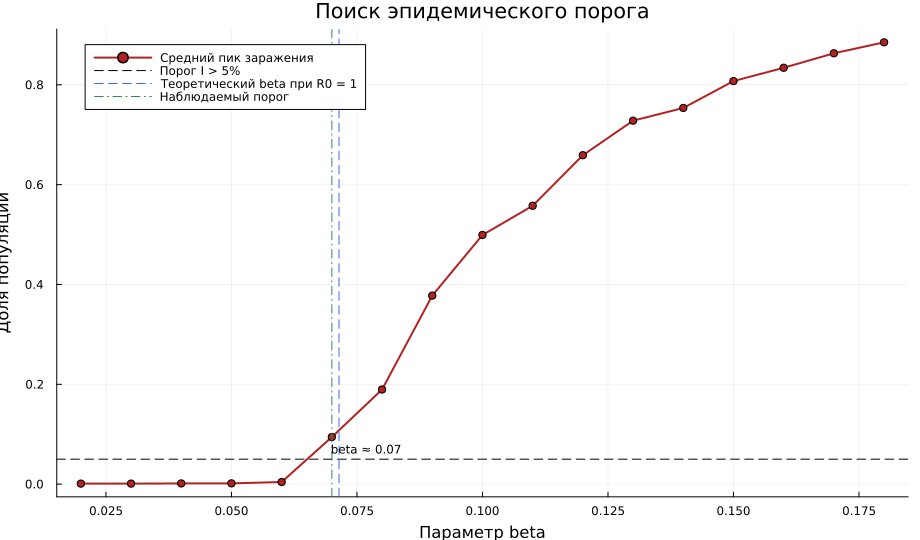 Поиск эпидемического порога
Средний пик заражения
Порог I > 5%
Теоретический beta при R0 = 1
Наблюдаемый порог
Доля популяции
0.8
0.6
0.4
0.2
0.0
beta ≈ 0.07
0.025
0.050
0.075
0.100
0.125
0.150
0.175
Параметр beta